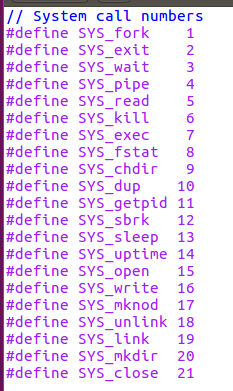 // System call numbers
#define SYS_fork    1
#define SYS_exit    2
#define SYS_wait    3
#define SYS_pipe    4
#define SYS_read    5
#define SYS_kill    6
#define SYS_exec    7
#define SYS_fstat   8
#define SYS_chdir   9
#define SYS_dup    10
#define SYS_getpid 11
#define SYS_sbrk   12
#define SYS_sleep  13
#define SYS_uptime 14
#define SYS_open   15
#define SYS_write  16
#define SYS_mknod  17
#define SYS_unlink 18
#define SYS_link   19
#define SYS_mkdir  20
#define SYS_close  21